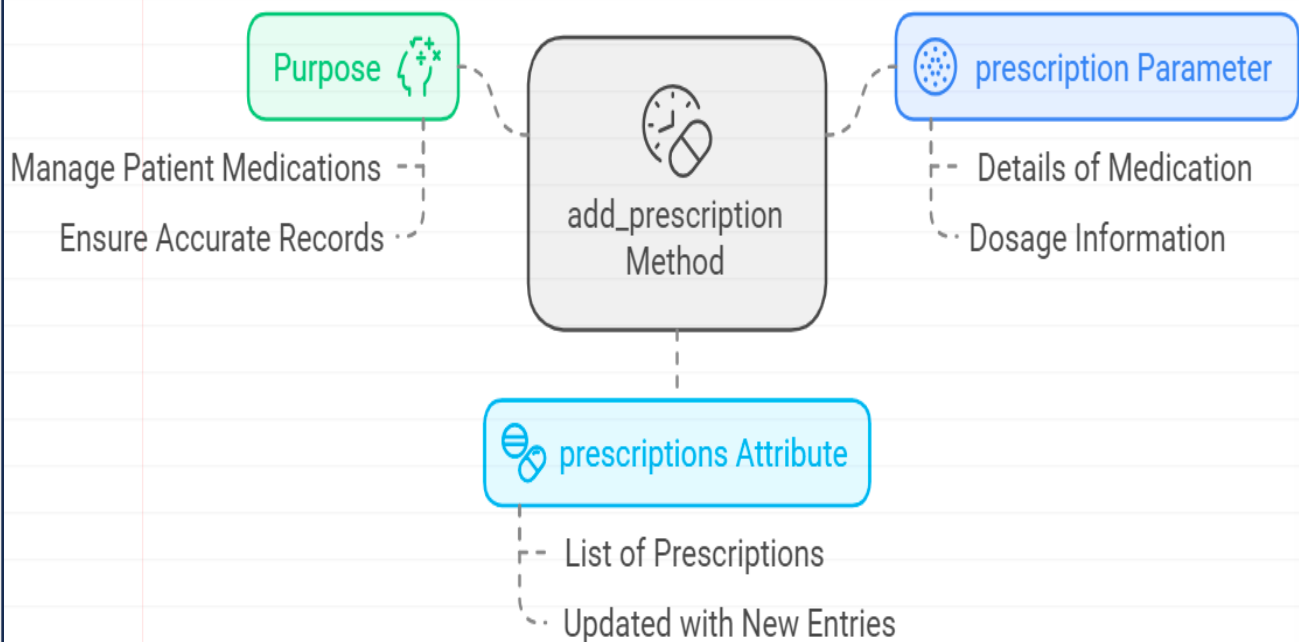 Purpose
Manage Patient Medications
Ensure Accurate Records
add_prescription
Method
prescription Parameter
Details of Medication
Dosage Information
prescriptions Attribute
List of Prescriptions
Updated with New Entries